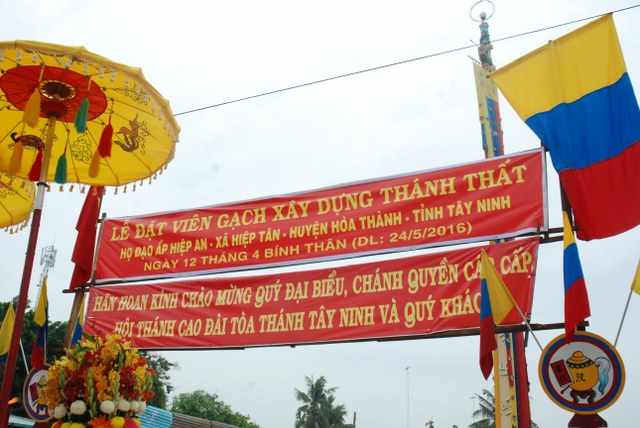 LỄ ĐẶT VIÊN GẠCH XÂY DỰNG THÁNH THẤT
HỌ ĐẠO ẤP HIỆP AN - XÃ HIỆP TÂN - HUYỆN HÒA THÀNH - TỈNH TÂY NINH
NGÀY 12 THÁNG 4 BÍNH THÂN (DL: 24/5/2016)
HÂN HOAN KÍNH CHÀO MỪNG QUÝ ĐẠI BIỂU, CHÁNH QUYỀN CÁC CẤP,
HỘI THÁNH CAO ĐÀI TÒA THÁNH TÂY NINH VÀ QUÝ KHÁCH